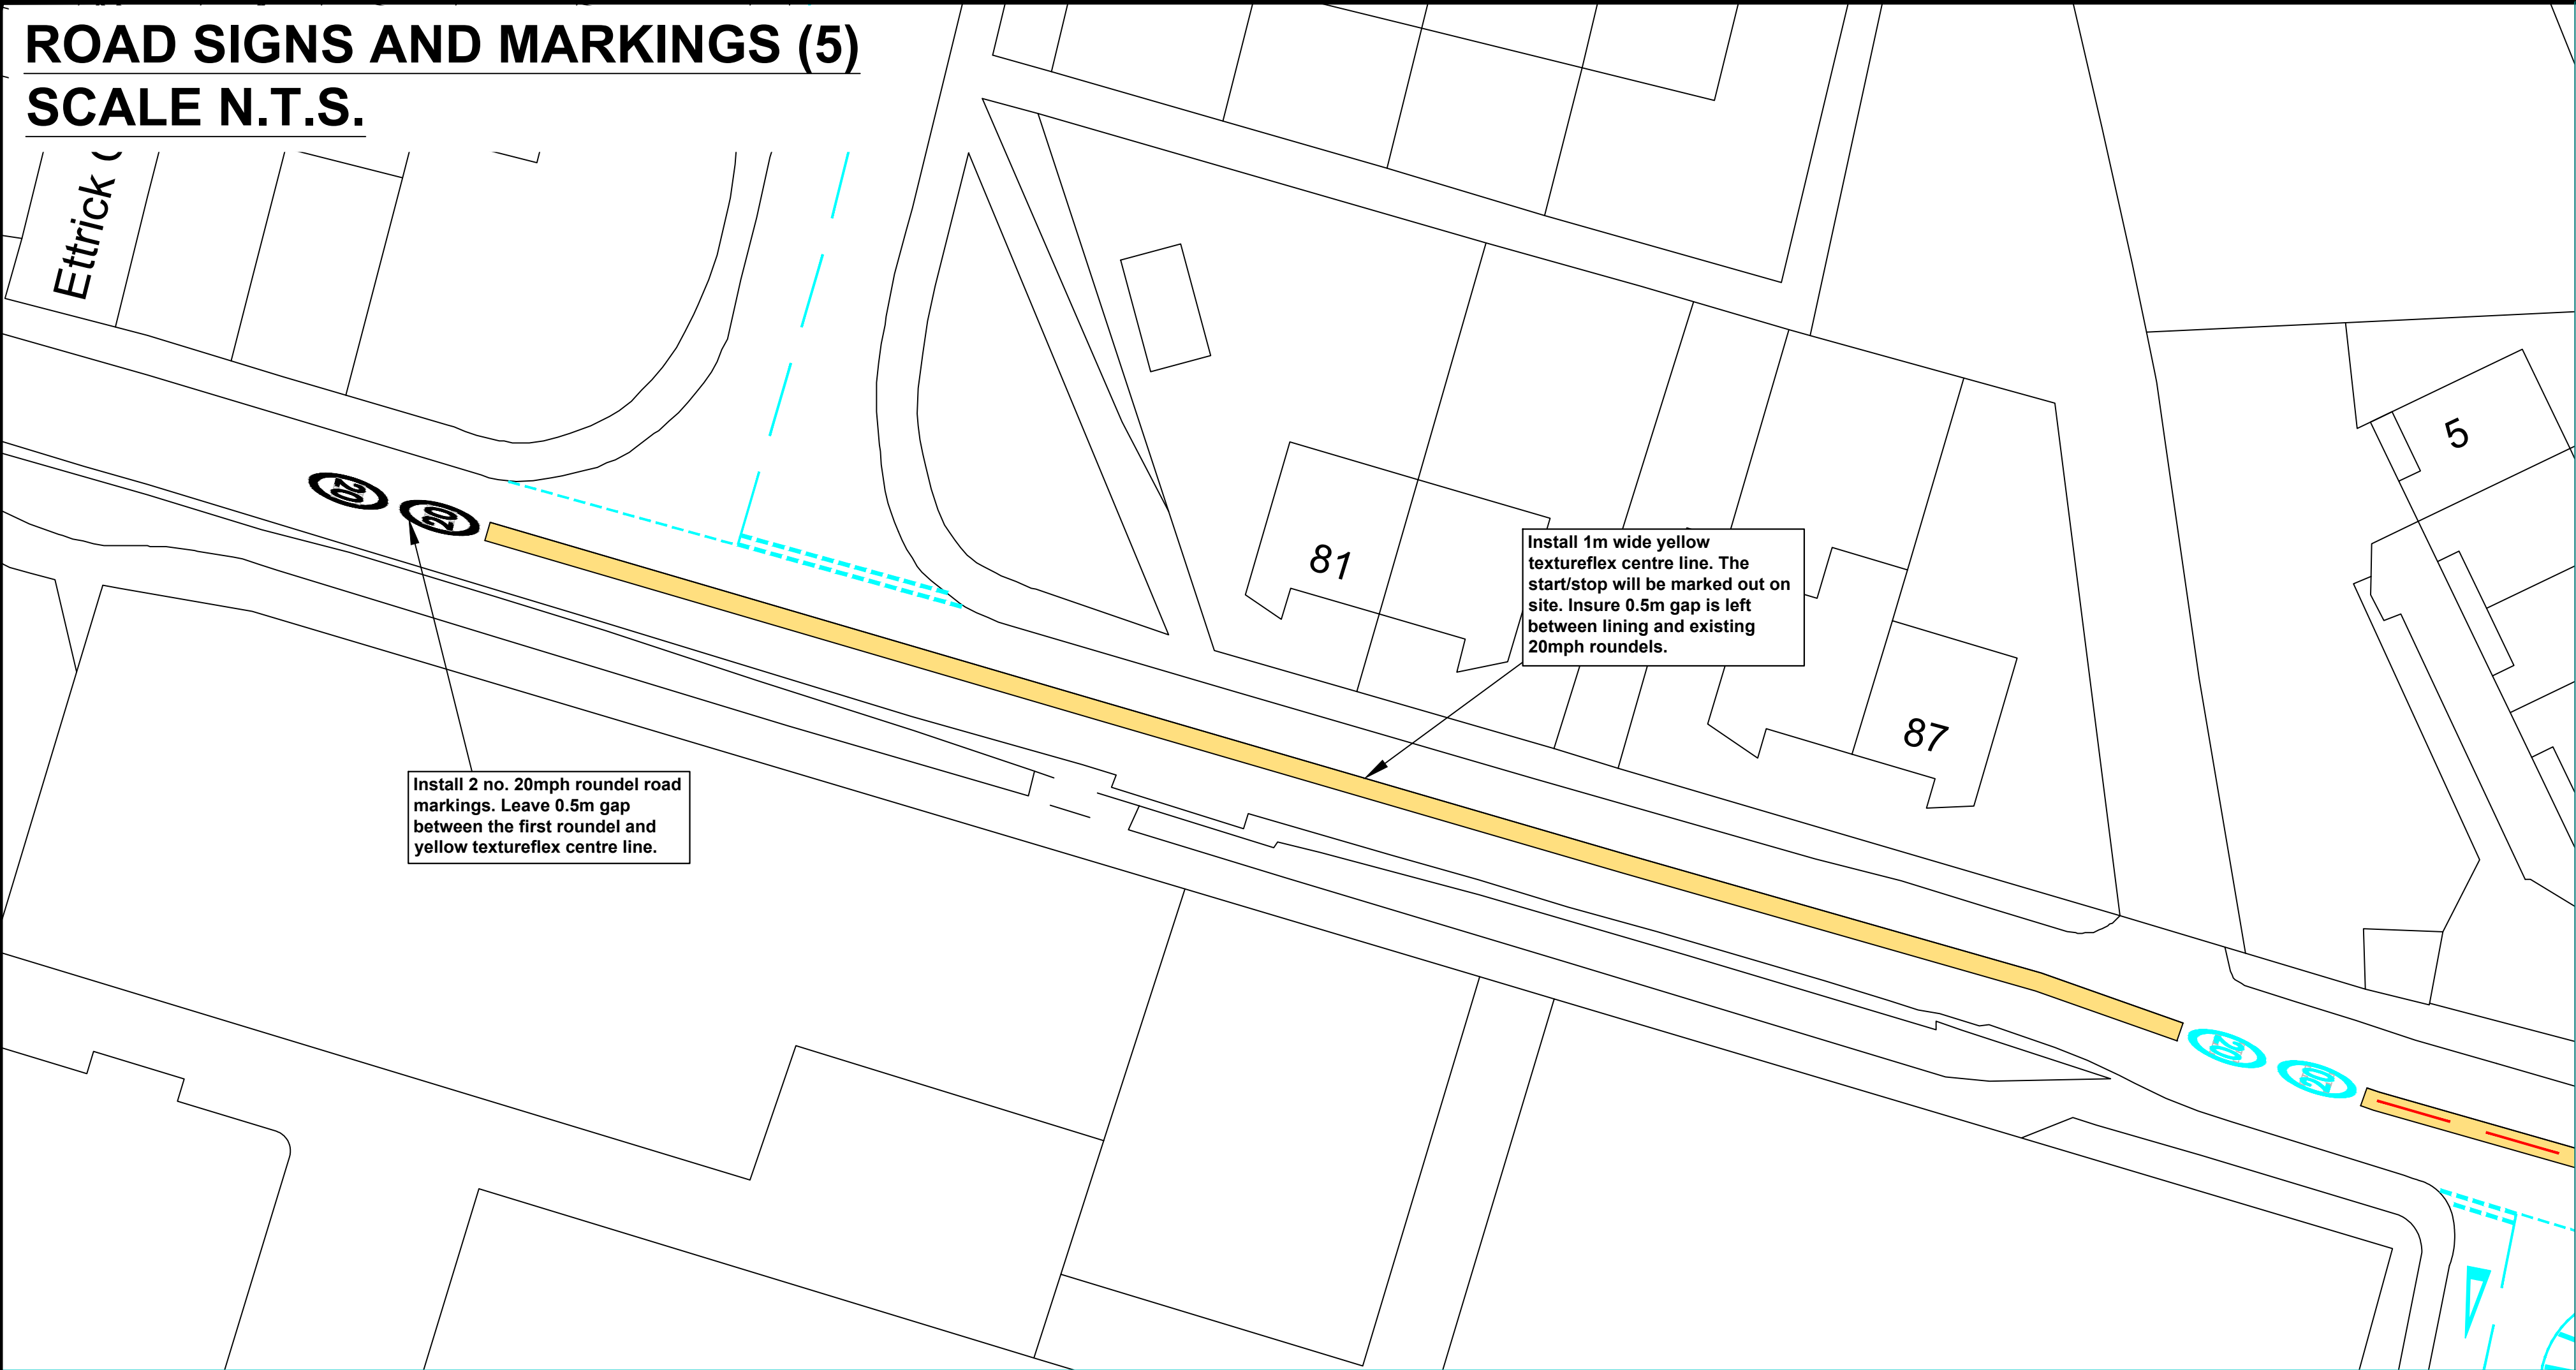 ROAD SIGNS AND MARKINGS (5)
SCALE N.T.S.
Ettrick
5
20
20
81
Install 1m wide yellow
textureflex centre line. The
start/stop will be marked out on
site. Insure 0.5m gap is left
between lining and existing
20mph roundels.
87
Install 2 no. 20mph roundel road
markings. Leave 0.5m gap
between the first roundel and
yellow textureflex centre line.
20
20